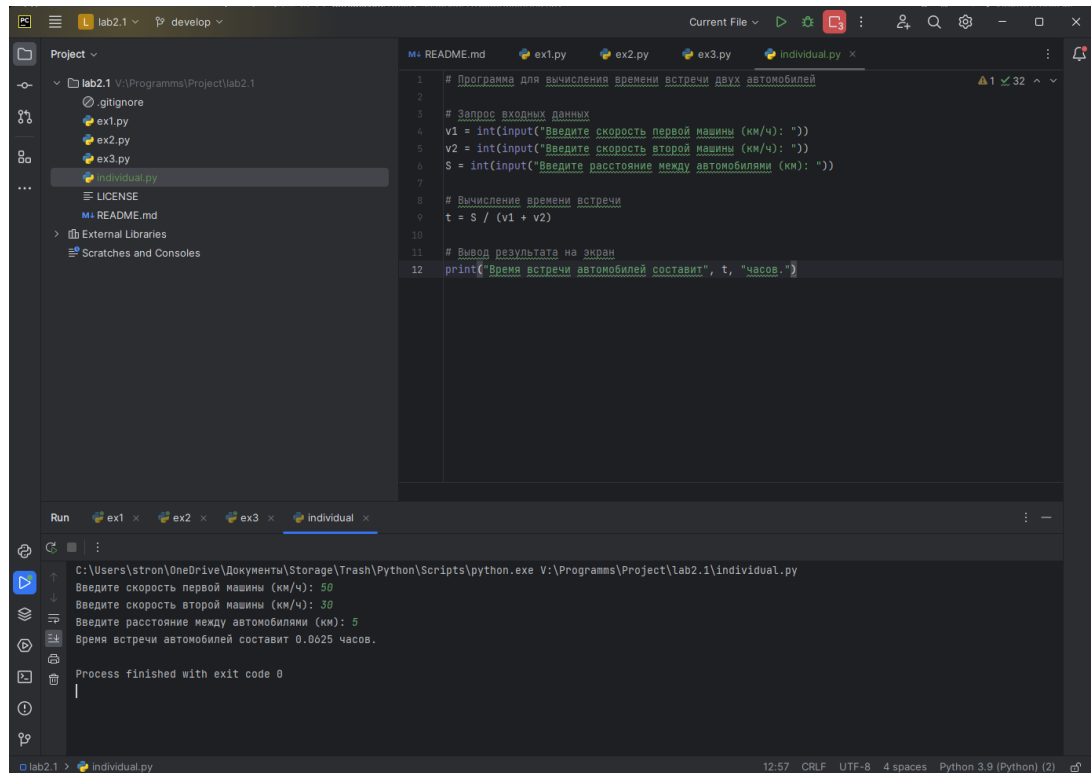 PC L lab2.1 develop Current File 3
Project
lab2.1 V:\Programms\Project\lab2.1
.gitignore
ex1.py
ex2.py
ex3.py
individual.py
LICENSE
M↓ README.md
External Libraries
Scratches and Consoles
M↓ README.md ex1.py ex2.py ex3.py individual.py
1 # Программа для вычисления времени встречи двух автомобилей 1 32
2
3 # Запрос входных данных
4 v1 = int(input("Введите скорость первой машины (км/ч): "))
5 v2 = int(input("Введите скорость второй машины (км/ч): "))
6 S = int(input("Введите расстояние между автомобилями (км): "))
7
8 # Вычисление времени встречи
9 t = S / (v1 + v2)
10
11 # Вывод результата на экран
12 print("Время встречи автомобилей составит", t, "часов.")
Run ex1 ex2 ex3 individual
C:\Users\stron\OneDrive\Документы\Storage\Trash\Python\Scripts\python.exe V:\Programms\Project\lab2.1\individual.py
Введите скорость первой машины (км/ч): 50
Введите скорость второй машины (км/ч): 30
Введите расстояние между автомобилями (км): 5
Время встречи автомобилей составит 0.0625 часов.
Process finished with exit code 0
lab2.1 > individual.py 12:57 CRLF UTF-8 4 spaces Python 3.9 (Python) (2)